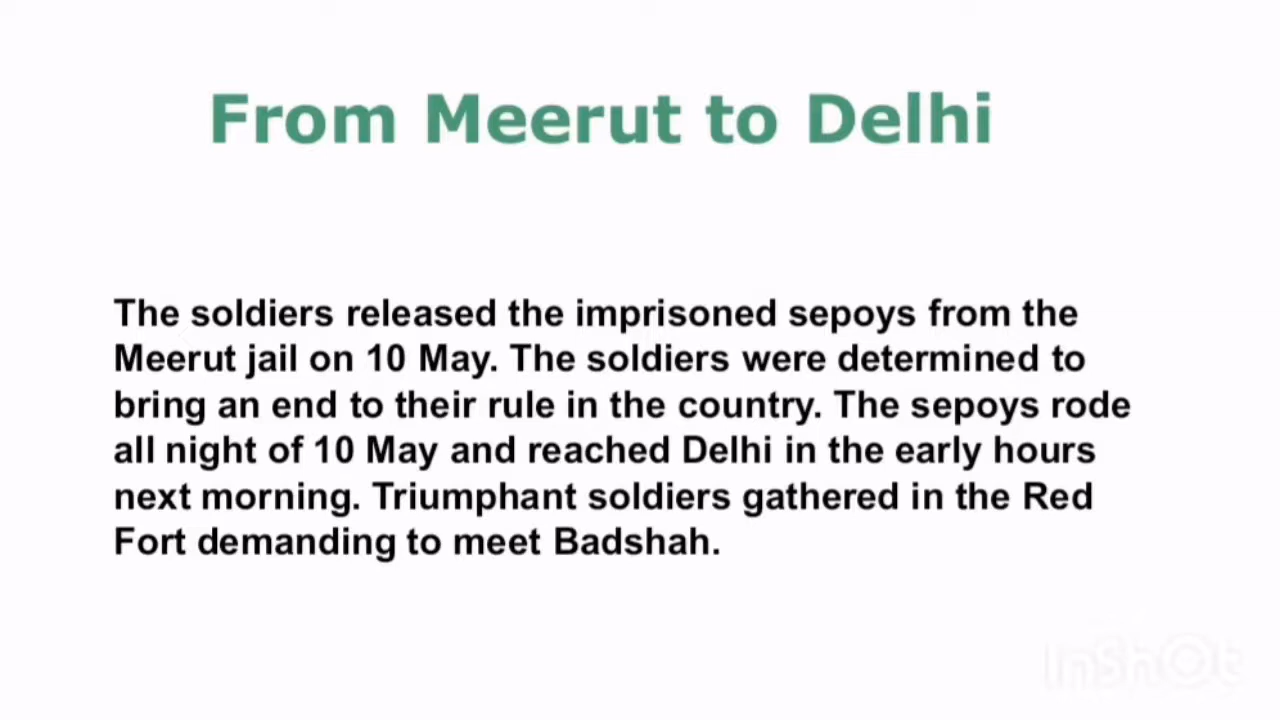 From Meerut to Delhi
The soldiers released the imprisoned sepoys from the
Meerut jail on 10 May. The soldiers were determined to
bring an end to their rule in the country. The sepoys rode
all night of 10 May and reached Delhi in the early hours
next morning. Triumphant soldiers gathered in the Red
Fort demanding to meet Badshah.
InShOt